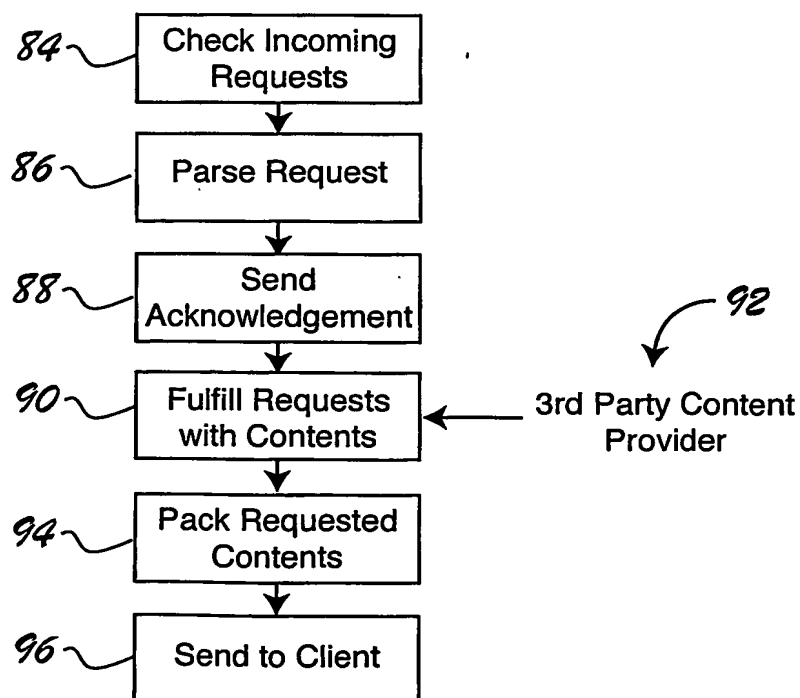 84
Check Incoming
Requests
86
Parse Request
88
Send
Acknowledgement
92
90
Fulfill Requests
with Contents
3rd Party Content
Provider
94
Pack Requested
Contents
96
Send to Client